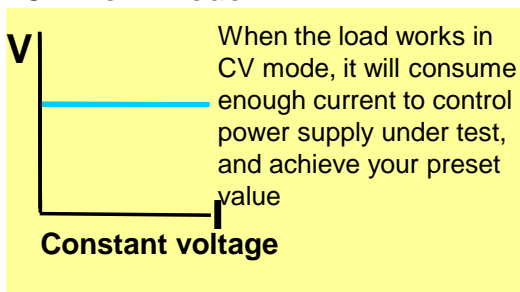 V
When the load works in
CV mode, it will consume
enough current to control
power supply under test,
and achieve your preset
value
I
Constant voltage